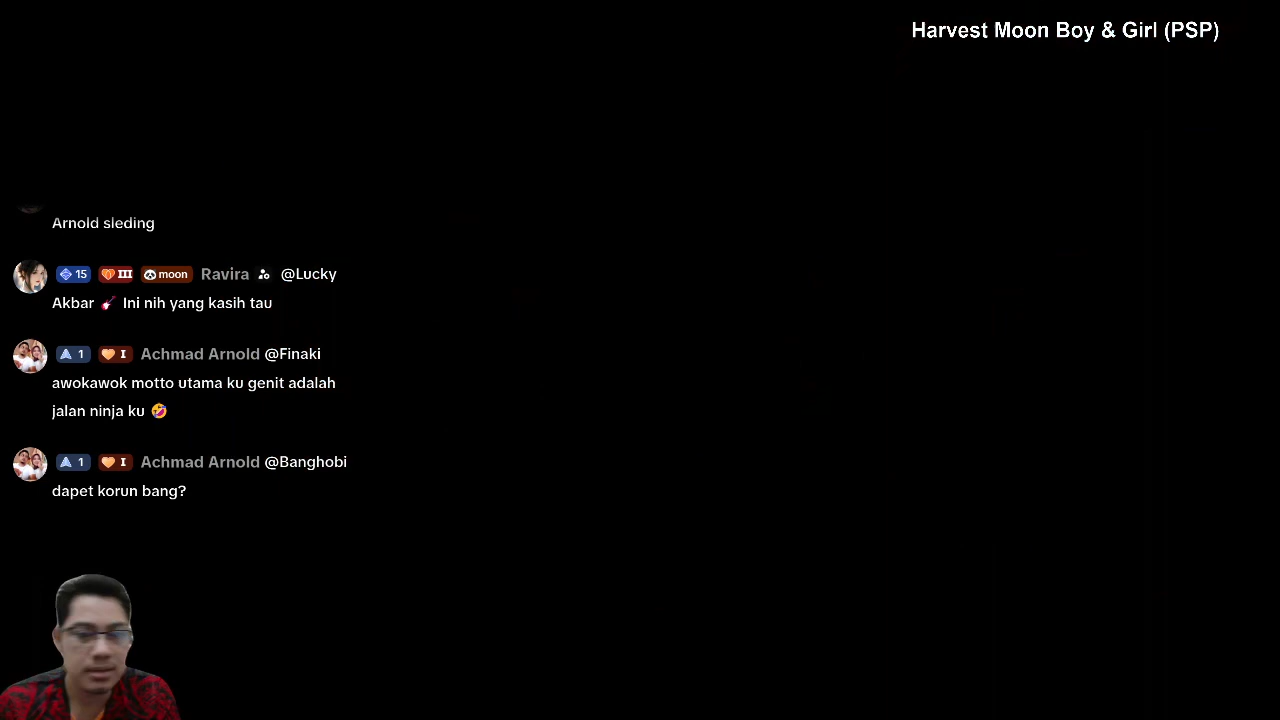 Harvest Moon Boy & Girl (PSP)
Arnold sleding
15 III moon Ravira @Lucky
Akbar 🎸 Ini nih yang kasih tau
1 I Achmad Arnold @Finaki
awokawok motto utama ku genit adalah
jalan ninja ku 🤣
1 I Achmad Arnold @Banghobi
dapet korun bang?